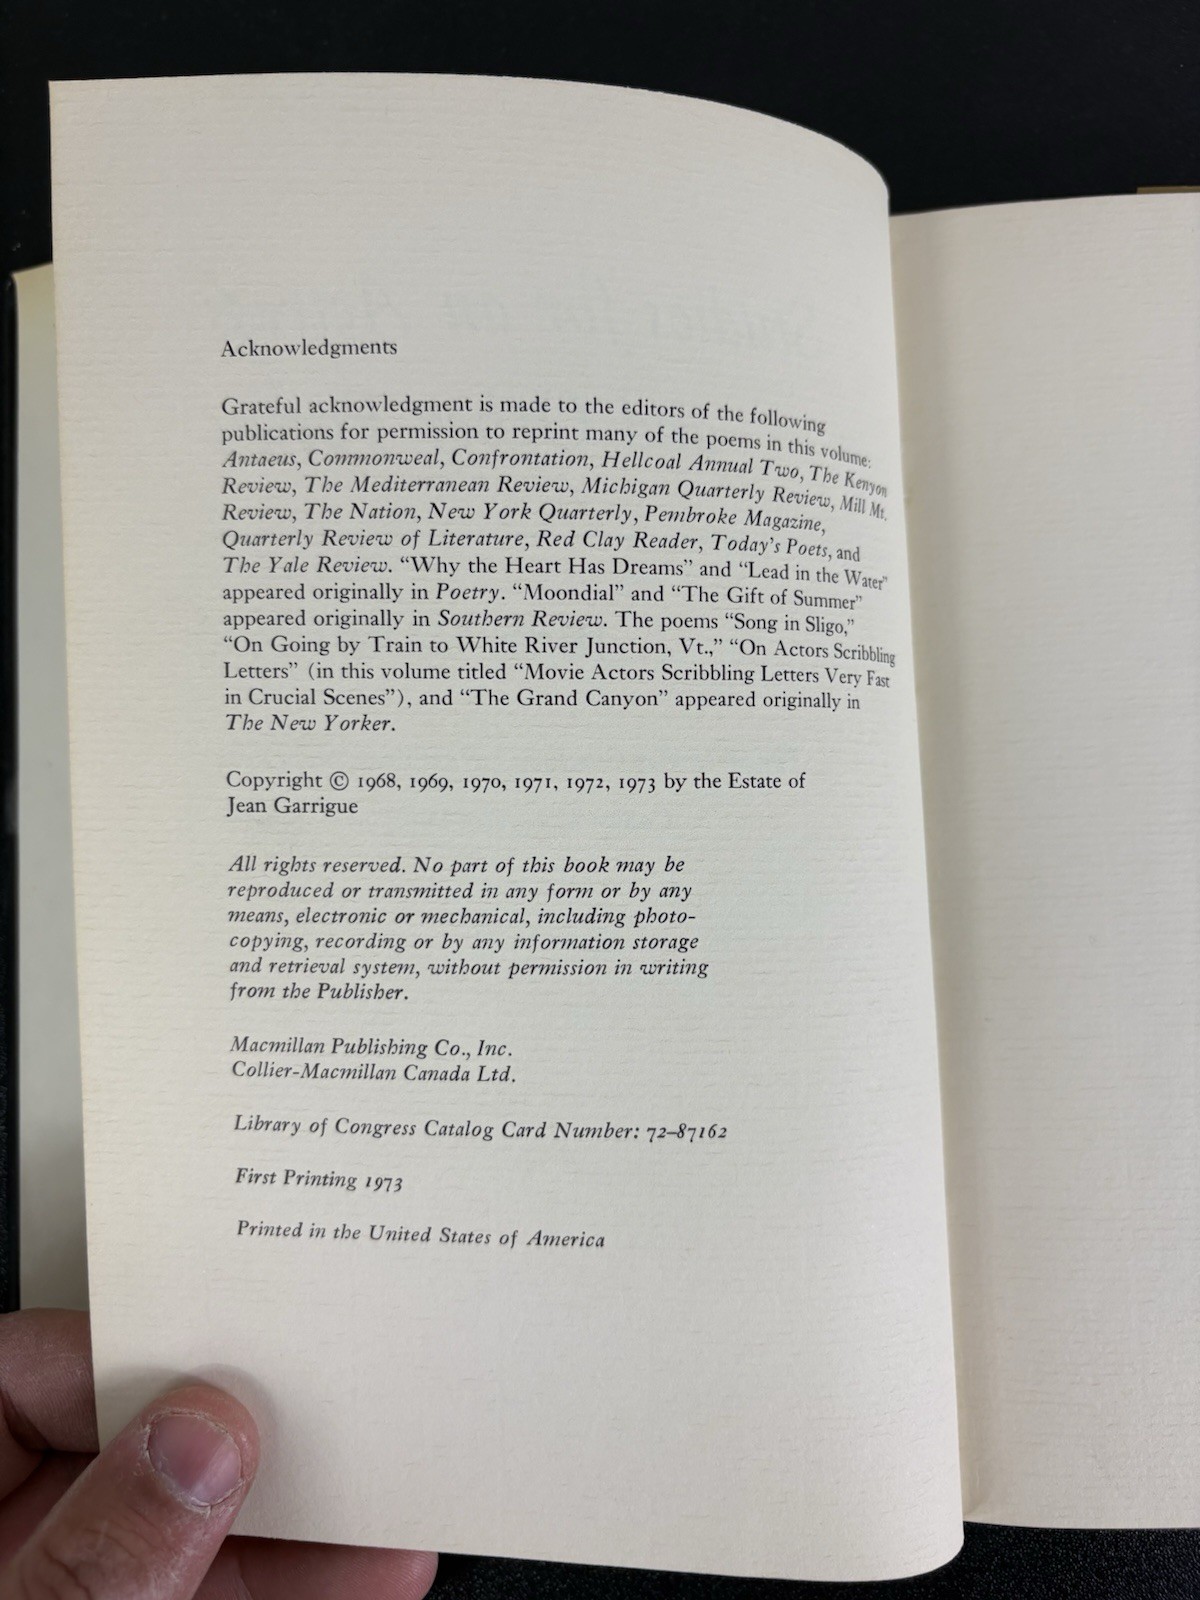 Acknowledgments
Grateful acknowledgment is made to the editors of the following
publications for permission to reprint many of the poems in this volume:
Antaeus, Commonweal, Confrontation, Hellcoal Annual Two, The Kenyon
Review, The Mediterranean Review, Michigan Quarterly Review, Mill Mt.
Review, The Nation, New York Quarterly, Pembroke Magazine,
Quarterly Review of Literature, Red Clay Reader, Today's Poets, and
The Yale Review. “Why the Heart Has Dreams” and “Lead in the Water”
appeared originally in Poetry. “Moondial” and “The Gift of Summer”
appeared originally in Southern Review. The poems “Song in Sligo,”
“On Going by Train to White River Junction, Vt.,” “On Actors Scribbling
Letters” (in this volume titled “Movie Actors Scribbling Letters Very Fast
in Crucial Scenes”), and “The Grand Canyon” appeared originally in
The New Yorker.
Copyright © 1968, 1969, 1970, 1971, 1972, 1973 by the Estate of
Jean Garrigue
All rights reserved. No part of this book may be
reproduced or transmitted in any form or by any
means, electronic or mechanical, including photo-
copying, recording or by any information storage
and retrieval system, without permission in writing
from the Publisher.
Macmillan Publishing Co., Inc.
Collier-Macmillan Canada Ltd.
Library of Congress Catalog Card Number: 72–87162
First Printing 1973
Printed in the United States of America